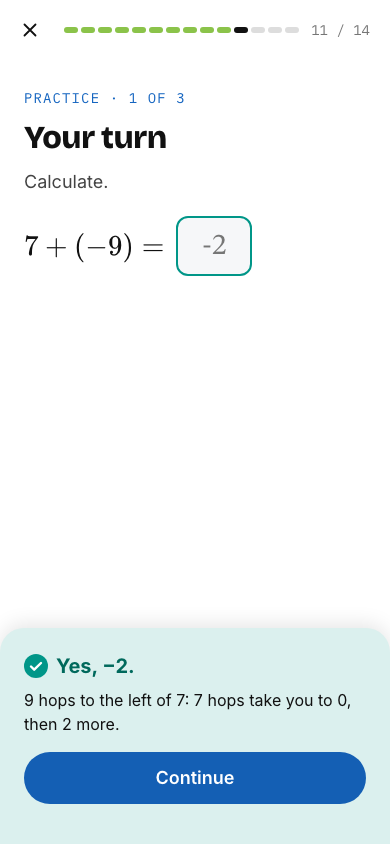 11 / 14
PRACTICE · 1 OF 3
Your turn
Calculate.
7 + (−9) = -2
Yes, −2.
9 hops to the left of 7: 7 hops take you to 0,
then 2 more.
Continue